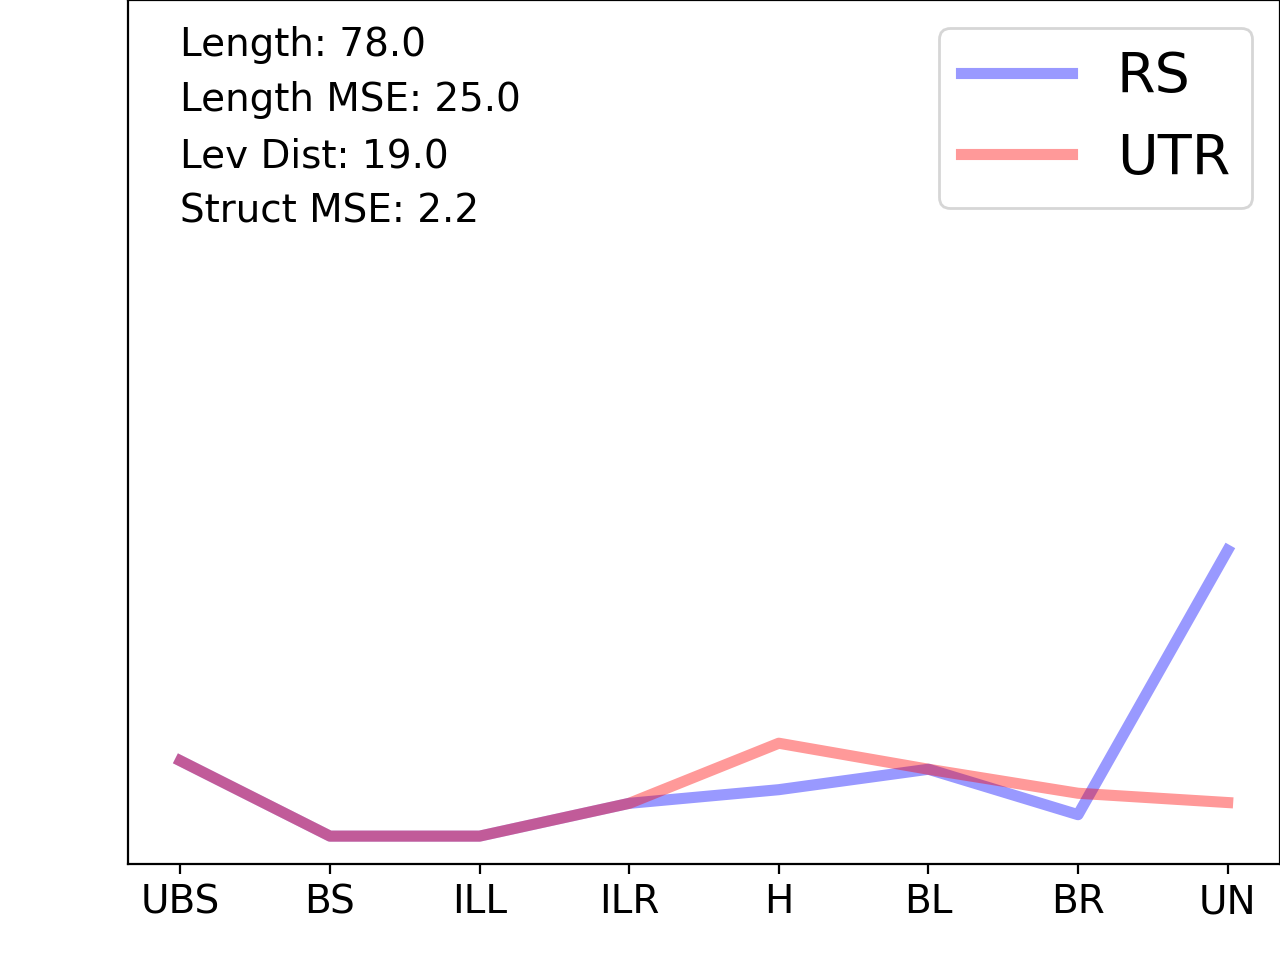 Length: 78.0
Length MSE: 25.0
Lev Dist: 19.0
Struct MSE: 2.2
RS
UTR
UBS BS ILL ILR H BL BR UN